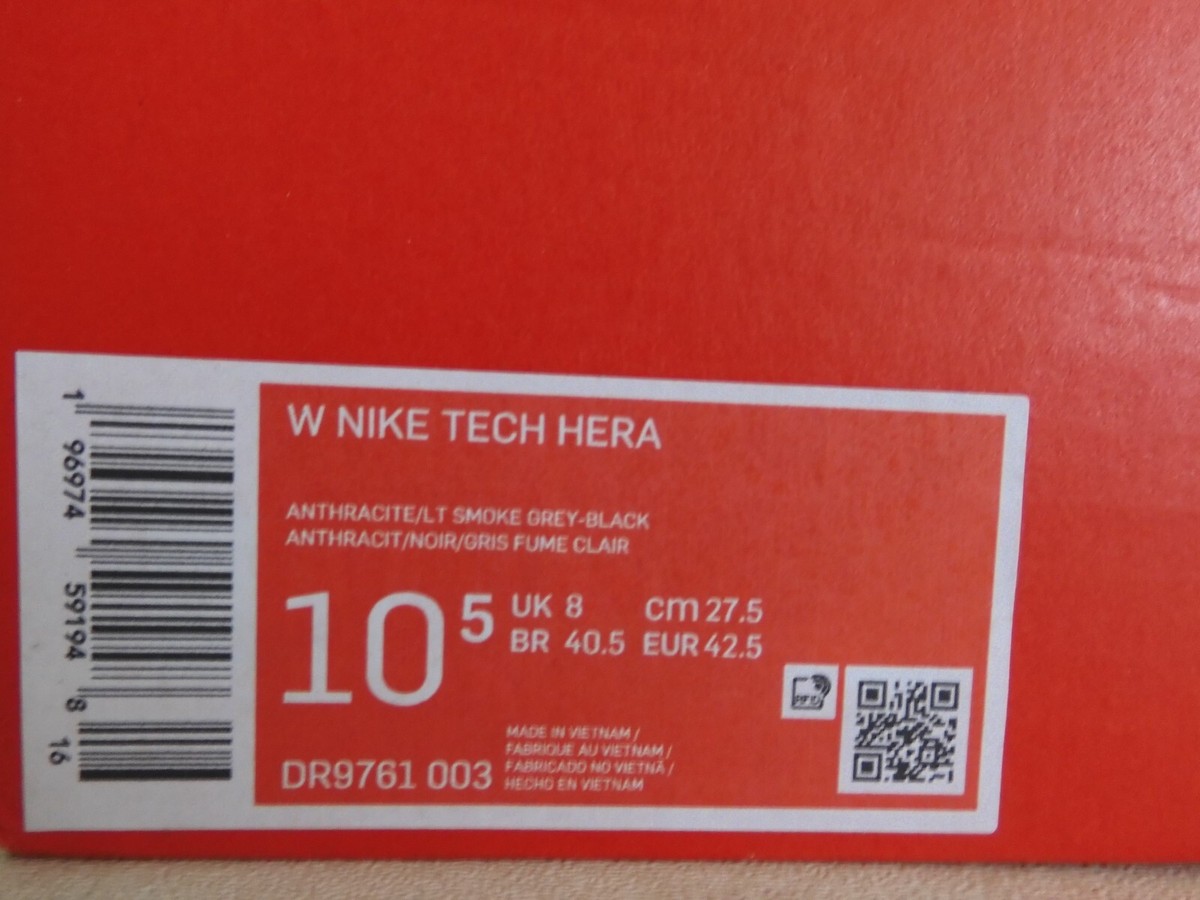 W NIKE TECH HERA
ANTHRACITE/LT SMOKE GREY-BLACK
ANTHRACIT/NOIR/GRIS FUME CLAIR
10 5
UK 8 cm 27.5
BR 40.5 EUR 42.5
DR9761 003
MADE IN VIETNAM /
FABRIQUE AU VIETNAM /
FABRICADO NO VIETNÃ /
HECHO EN VIETNAM
RFID
1 96974 59194 8 16